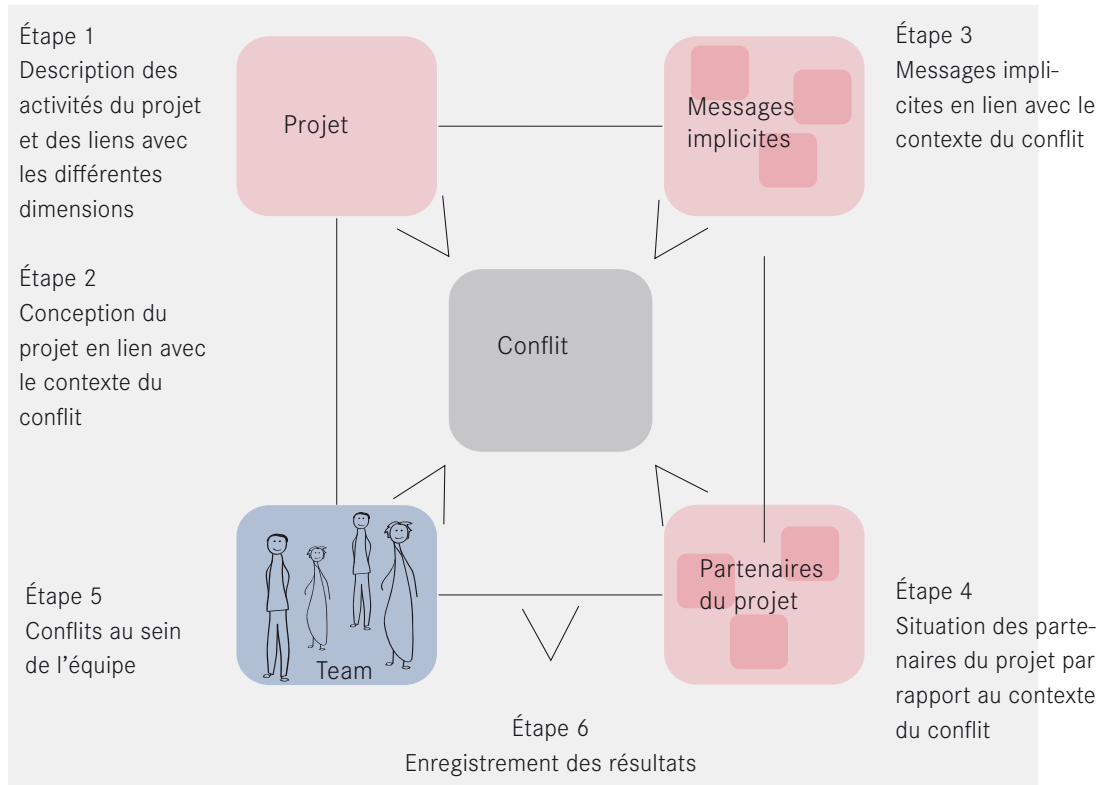 Étape 1
Description des
activités du projet
et des liens avec
les différentes
dimensions
Étape 2
Conception du
projet en lien avec
le contexte du
conflit
Projet
Messages
implicites
Étape 3
Messages impli-
cites en lien avec le
contexte du conflit
Conflit
Étape 5
Conflits au sein
de l'équipe
Team
Partenaires
du projet
Étape 4
Situation des parte-
naires du projet par
rapport au contexte
du conflit
Étape 6
Enregistrement des résultats